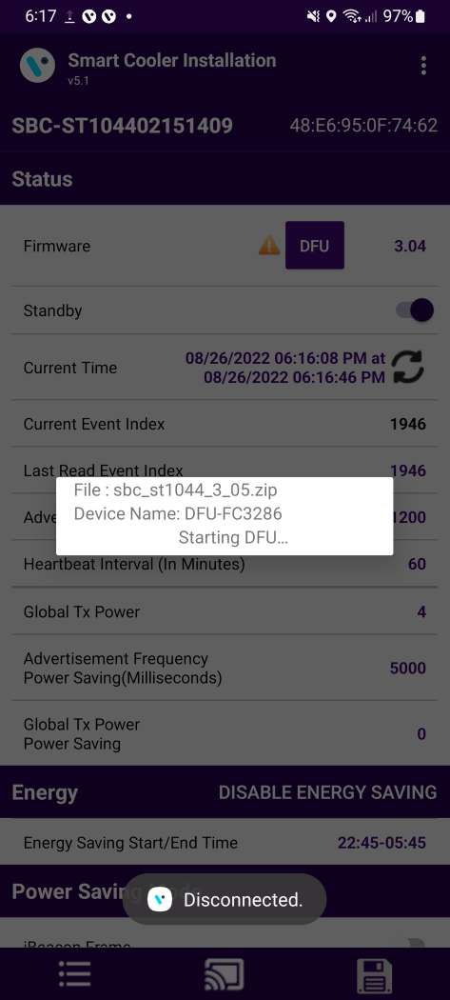 6:17
97%
Smart Cooler Installation
v5.1
SBC-ST104402151409
48:E6:95:0F:74:62
Status
Firmware
DFU
3.04
Standby
Current Time
08/26/2022 06:16:08 PM at
08/26/2022 06:16:46 PM
Current Event Index
1946
Last Read Event Index
1946
File : sbc_st1044_3_05.zip
Device Name: DFU-FC3286
Starting DFU...
Adve
1200
Heartbeat Interval (In Minutes)
60
Global Tx Power
4
Advertisement Frequency
Power Saving(Milliseconds)
5000
Global Tx Power
Power Saving
0
Energy
DISABLE ENERGY SAVING
Energy Saving Start/End Time
22:45-05:45
Power Saving
Disconnected.
iBeacon Frame